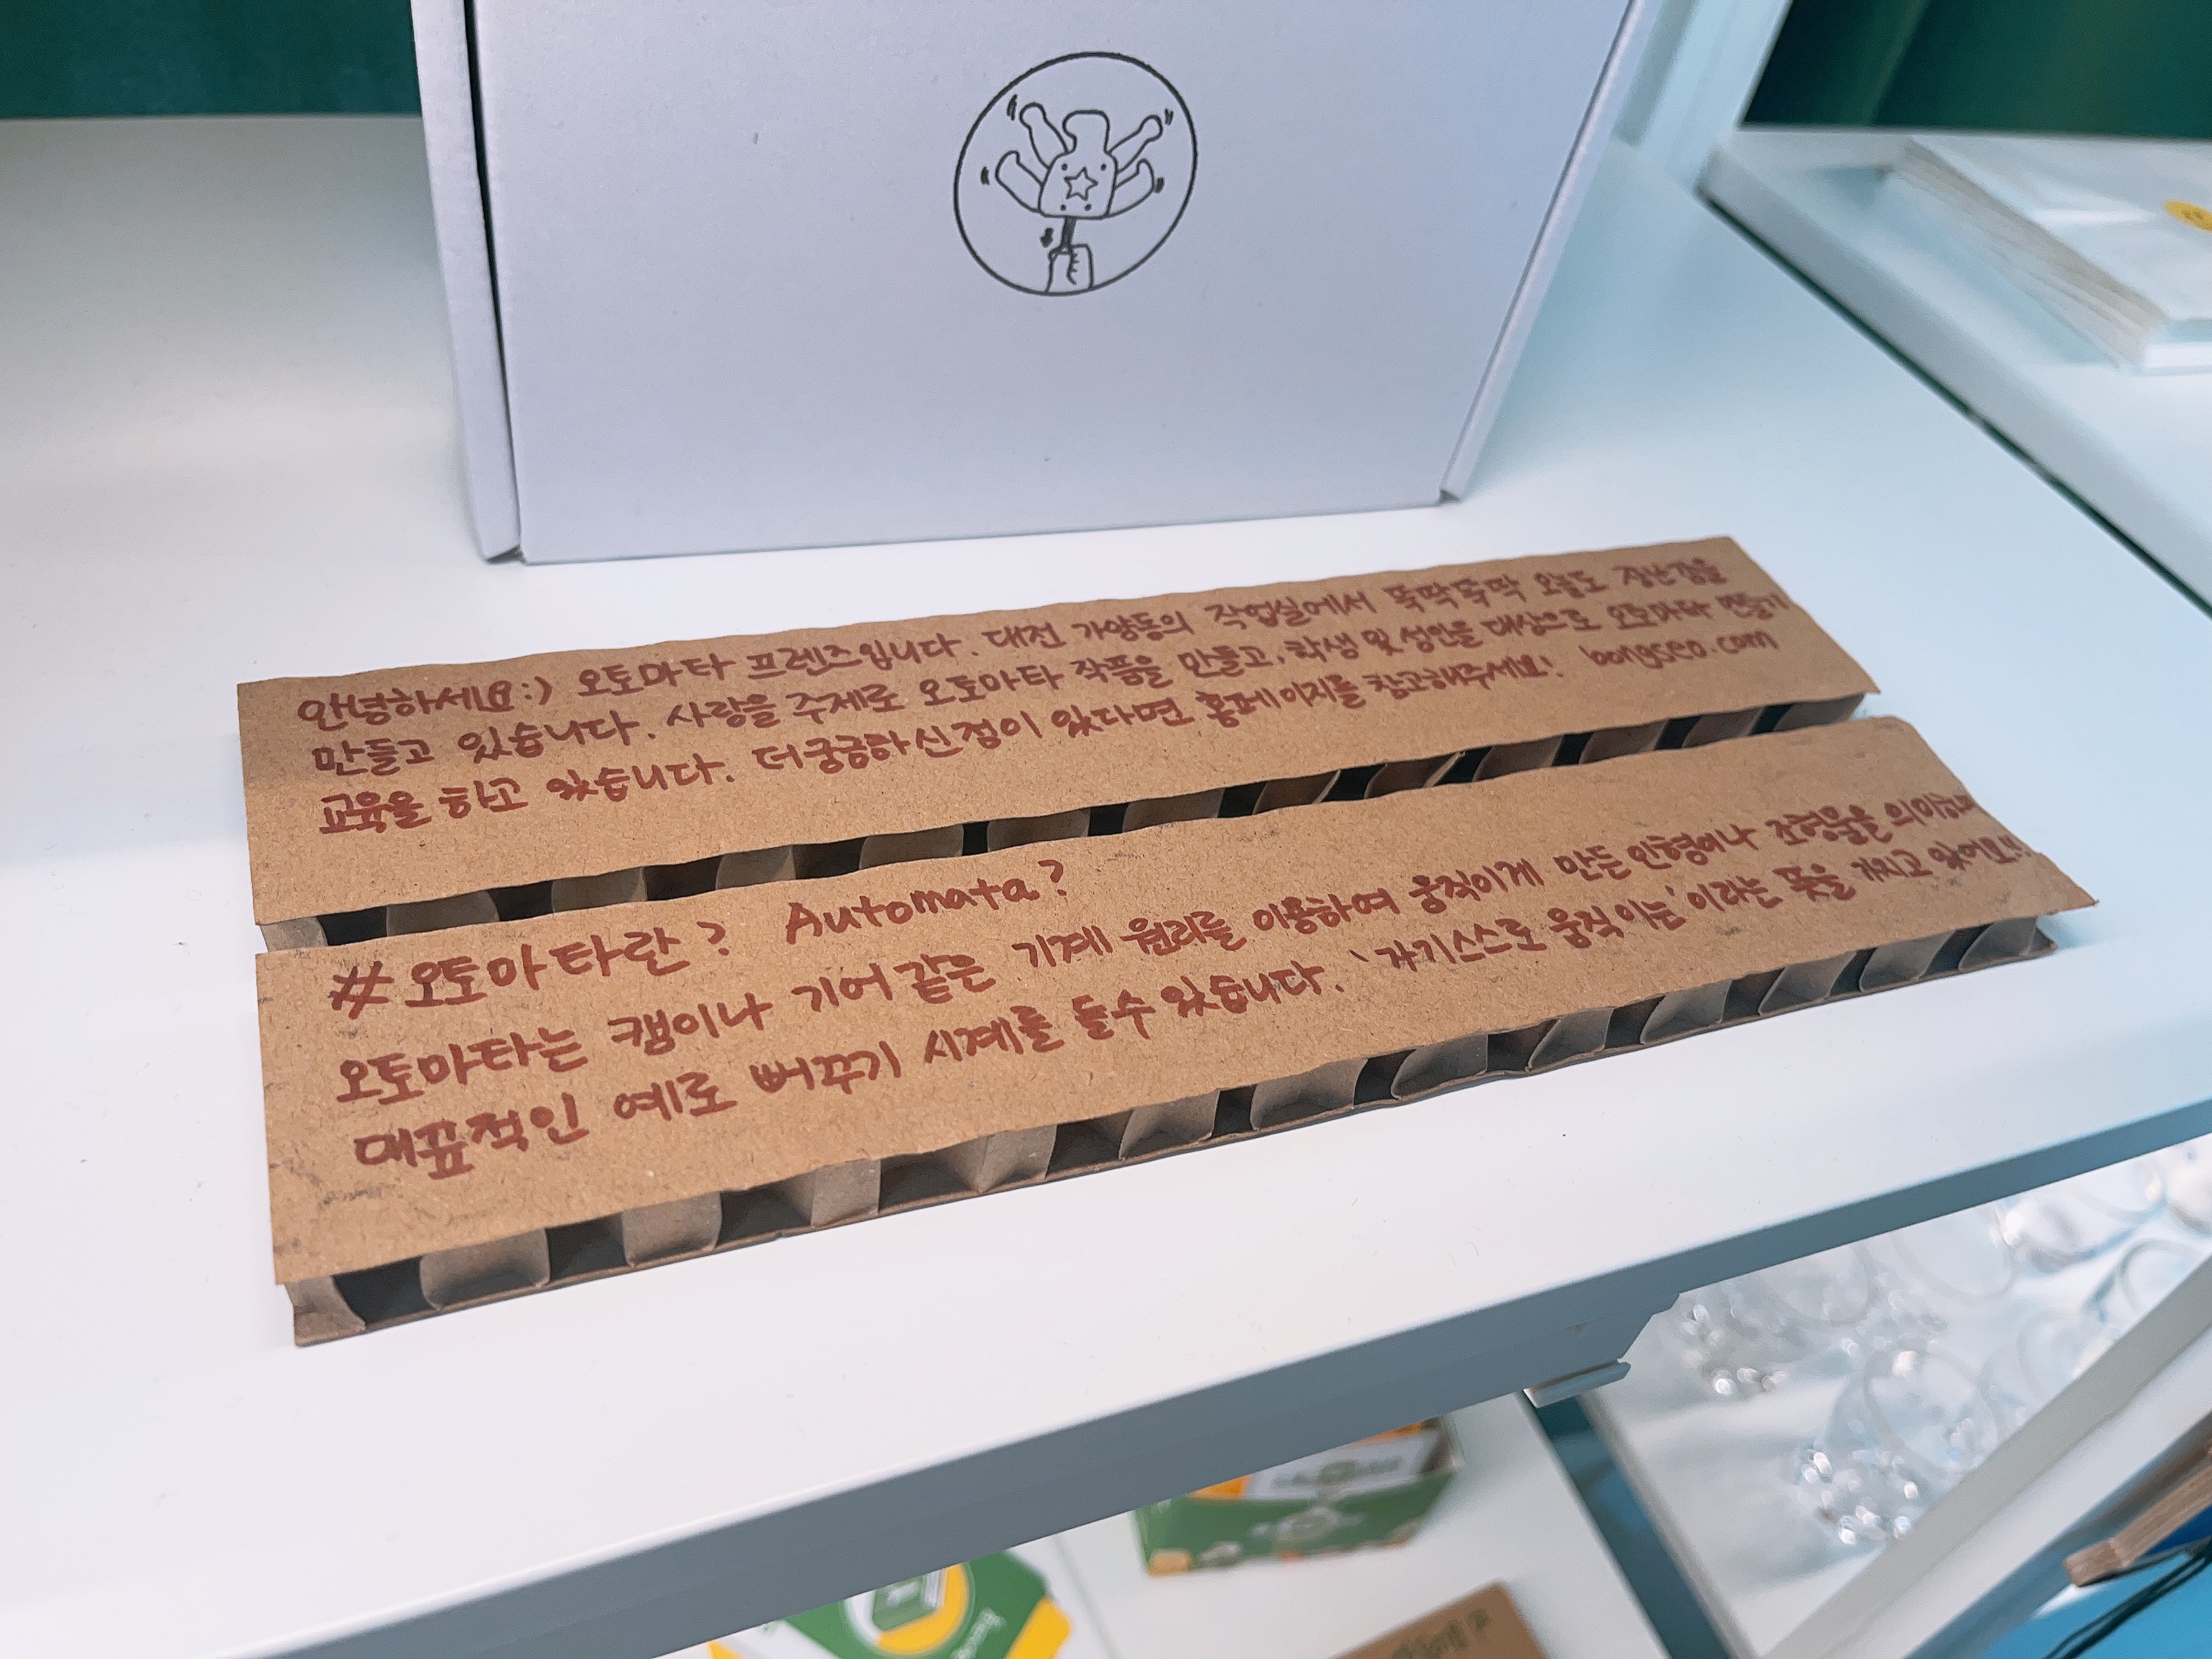 안녕하세요:) 오토마타 프렌즈입니다. 대전 가양동의 작업실에서 뚝딱뚝딱 오늘도 장난감을
만들고 있습니다. 사랑을 주제로 오토마타 작품을 만들고, 학생 및 성인을 대상으로 오토마타 만들기
교육을 하고 있습니다. 더 궁금하신점이 있다면 홈페이지를 참고해주세요! bongseo.com
#오토마타란? Automata?
오토마타는 캠이나 기어 같은 기계 원리를 이용하여 움직이게 만든 인형이나 조형물을 의미하며
대표적인 예로 뻐꾸기 시계를 들수 있습니다. '자기스스로 움직이는'이라는 뜻을 가지고 있어요!!